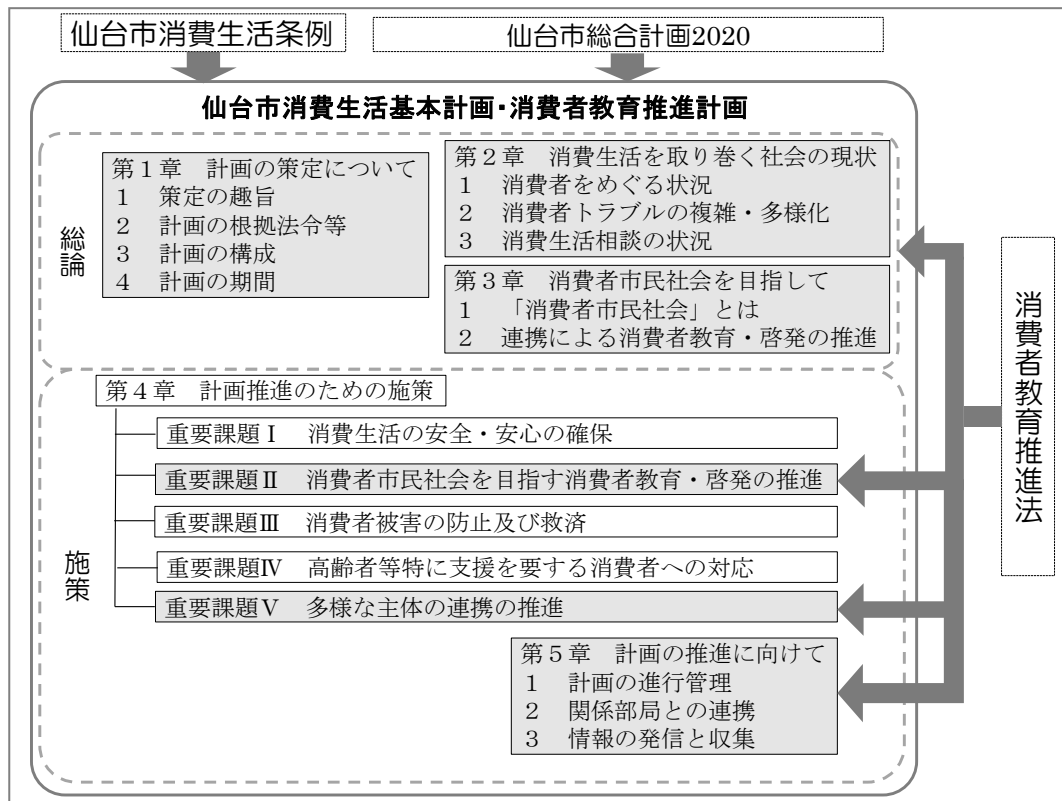 仙台市消費生活条例
仙台市総合計画2020
仙台市消費生活基本計画・消費者教育推進計画
総論
第1章 計画の策定について
1 策定の趣旨
2 計画の根拠法令等
3 計画の構成
4 計画の期間
第2章 消費生活を取り巻く社会の現状
1 消費者をめぐる状況
2 消費者トラブルの複雑・多様化
3 消費生活相談の状況
第3章 消費者市民社会を目指して
1 「消費者市民社会」とは
2 連携による消費者教育・啓発の推進
消費者教育推進法
施策
第4章 計画推進のための施策
重要課題Ⅰ 消費生活の安全・安心の確保
重要課題Ⅱ 消費者市民社会を目指す消費者教育・啓発の推進
重要課題Ⅲ 消費者被害の防止及び救済
重要課題Ⅳ 高齢者等特に支援を要する消費者への対応
重要課題Ⅴ 多様な主体の連携の推進
第5章 計画の推進に向けて
1 計画の進行管理
2 関係部局との連携
3 情報の発信と収集